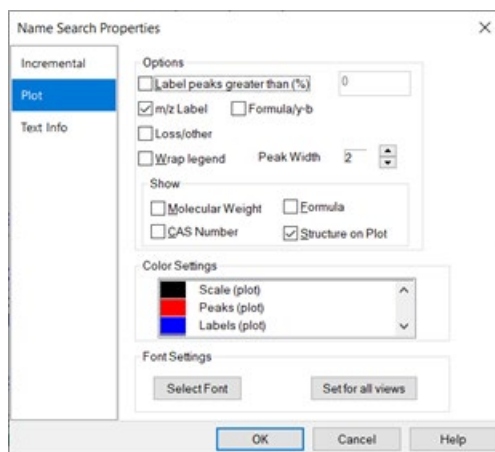 Name Search Properties
Incremental
Plot
Text Info
Options
Label peaks greater than (%) 0
m/z Label Formula/y-b
Loss/other
Wrap legend Peak Width 2
Show
Molecular Weight Formula
CAS Number Structure on Plot
Color Settings
Scale (plot)
Peaks (plot)
Labels (plot)
Font Settings
Select Font Set for all views
OK Cancel Help